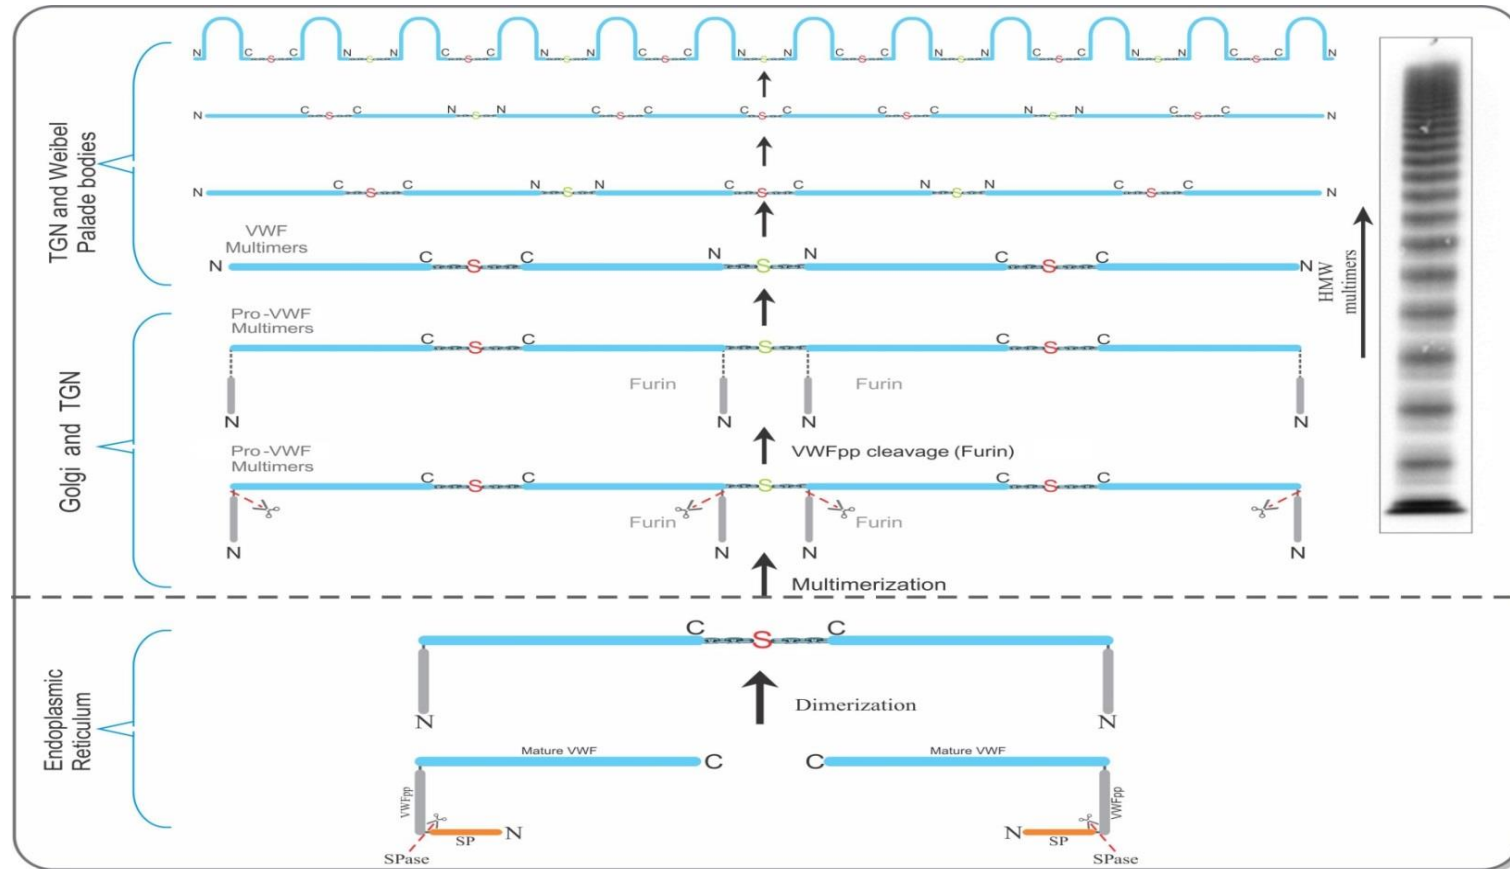 N C S C N S N C S C N S N C S C N S N C S C N S N C S C N S N C S C N
N C S C N S N C S C C S C C S C N S N C S C N
N C S C N S N C S C N S N C S C N
TGN and Weibel
Palade bodies
VWF
Multimers
N C S C N S N C S C N
HMW
multimers
Pro-VWF
Multimers
C S C S C S C
Furin Furin
N N N N
Golgi and TGN
VWFpp cleavage (Furin)
Pro-VWF
Multimers
C S C S C S C
Furin Furin
N N N N
Multimerization
Endoplasmic
Reticulum
C S C
N N
Dimerization
Mature VWF C
C Mature VWF
VWFpp
VWFpp
SP N
N SP
SPase
SPase